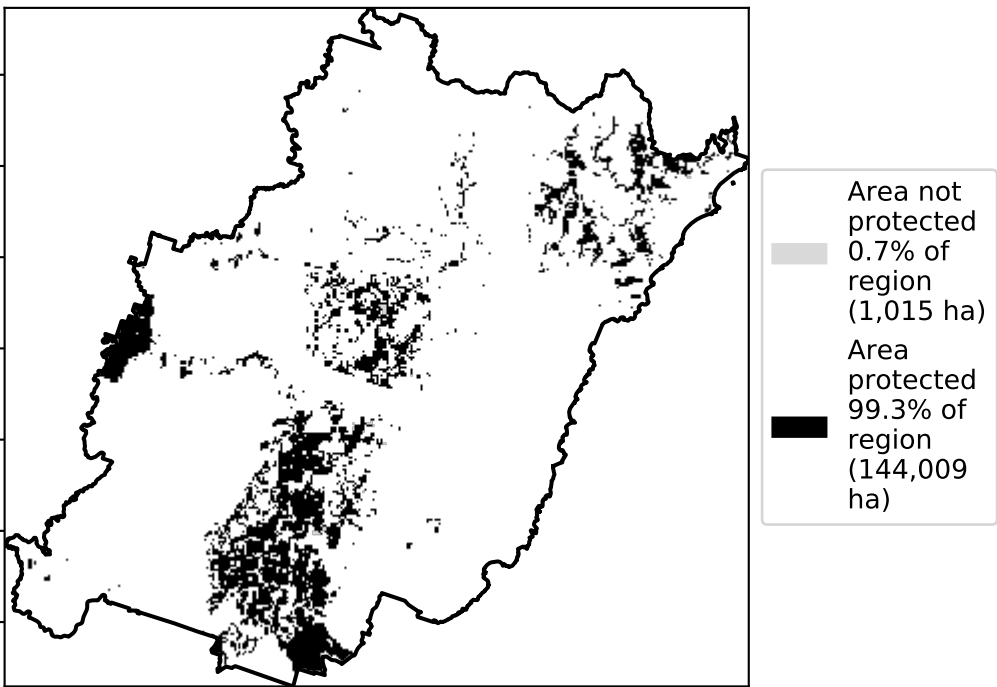 Area not
protected
0.7% of
region
(1,015 ha)
Area
protected
99.3% of
region
(144,009
ha)